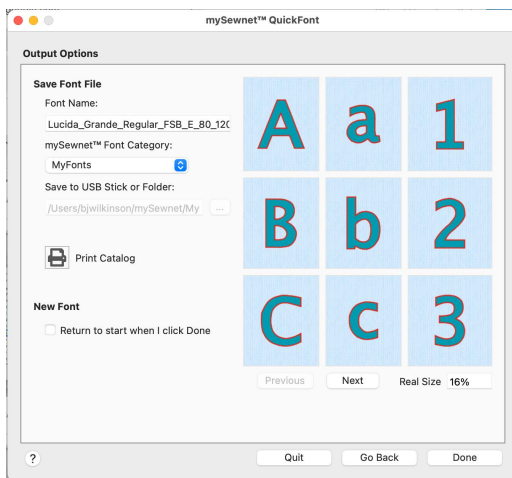 mySewnet™ QuickFont
Output Options
Save Font File
Font Name:
Lucida_Grande_Regular_FSB_E_80_120
mySewnet™ Font Category:
MyFonts
Save to USB Stick or Folder:
/Users/bjwilkinson/mySewnet/My
...
Print Catalog
New Font
Return to start when I click Done
A a 1
B b 2
C c 3
Previous Next Real Size 16%
? Quit Go Back Done